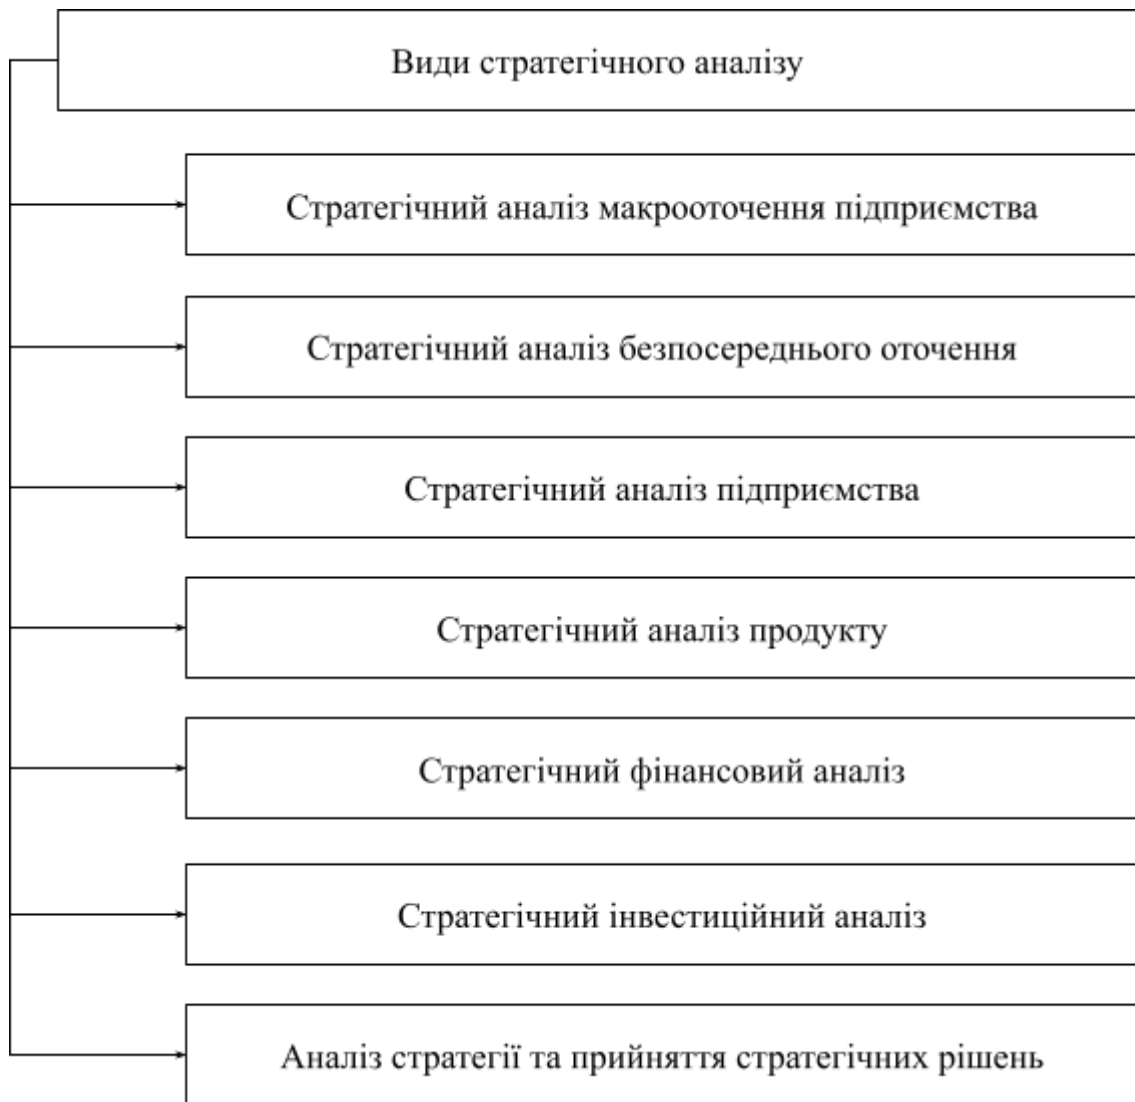 Види стратегічного аналізу
Стратегічний аналіз макрооточення підприємства
Стратегічний аналіз безпосереднього оточення
Стратегічний аналіз підприємства
Стратегічний аналіз продукту
Стратегічний фінансовий аналіз
Стратегічний інвестиційний аналіз
Аналіз стратегії та прийняття стратегічних рішень